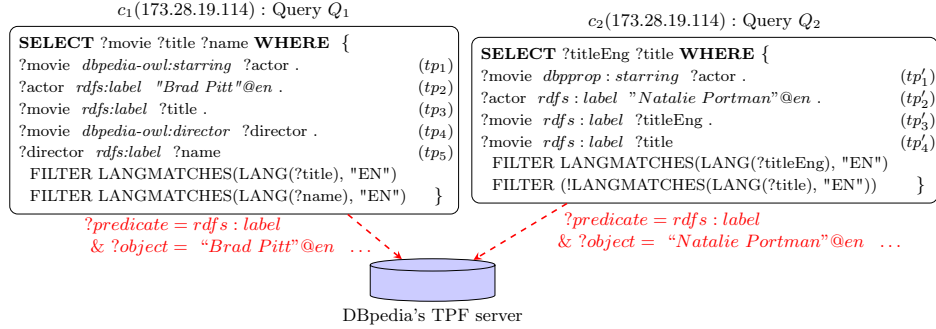 c1(173.28.19.114) : Query Q1
SELECT ?movie ?title ?name WHERE {
?movie dbpedia-owl:starring ?actor . (tp1)
?actor rdfs:label "Brad Pitt"@en . (tp2)
?movie rdfs:label ?title . (tp3)
?movie dbpedia-owl:director ?director . (tp4)
?director rdfs:label ?name (tp5)
FILTER LANGMATCHES(LANG(?title), "EN")
FILTER LANGMATCHES(LANG(?name), "EN") }
c2(173.28.19.114) : Query Q2
SELECT ?titleEng ?title WHERE {
?movie dbpprop : starring ?actor . (tp′1)
?actor rdfs : label ”Natalie Portman”@en . (tp′2)
?movie rdfs : label ?titleEng . (tp′3)
?movie rdfs : label ?title (tp′4)
FILTER LANGMATCHES(LANG(?titleEng), "EN")
FILTER (!LANGMATCHES(LANG(?title), "EN")) }
?predicate = rdfs : label
& ?object = “Brad Pitt”@en ...
?predicate = rdfs : label
& ?object = “Natalie Portman”@en ...
DBpedia's TPF server